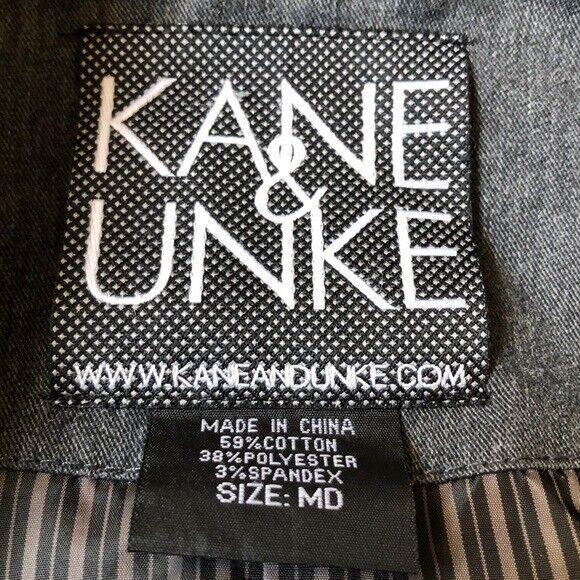 KANE
&
UNKE
WWW.KANEANDUNKE.COM
MADE IN CHINA
59%COTTON
38%POLYESTER
3%SPANDEX
SIZE: MD